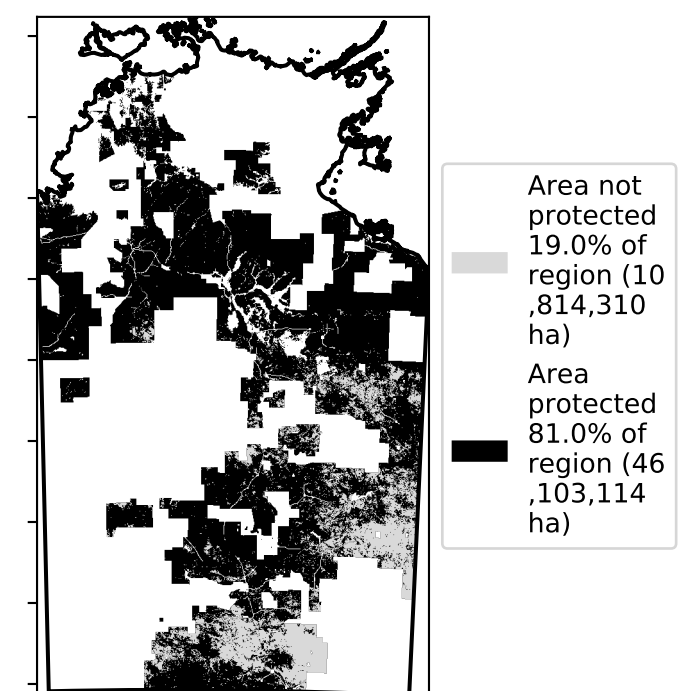 Area not
protected
19.0% of
region (10
,814,310
ha)
Area
protected
81.0% of
region (46
,103,114
ha)